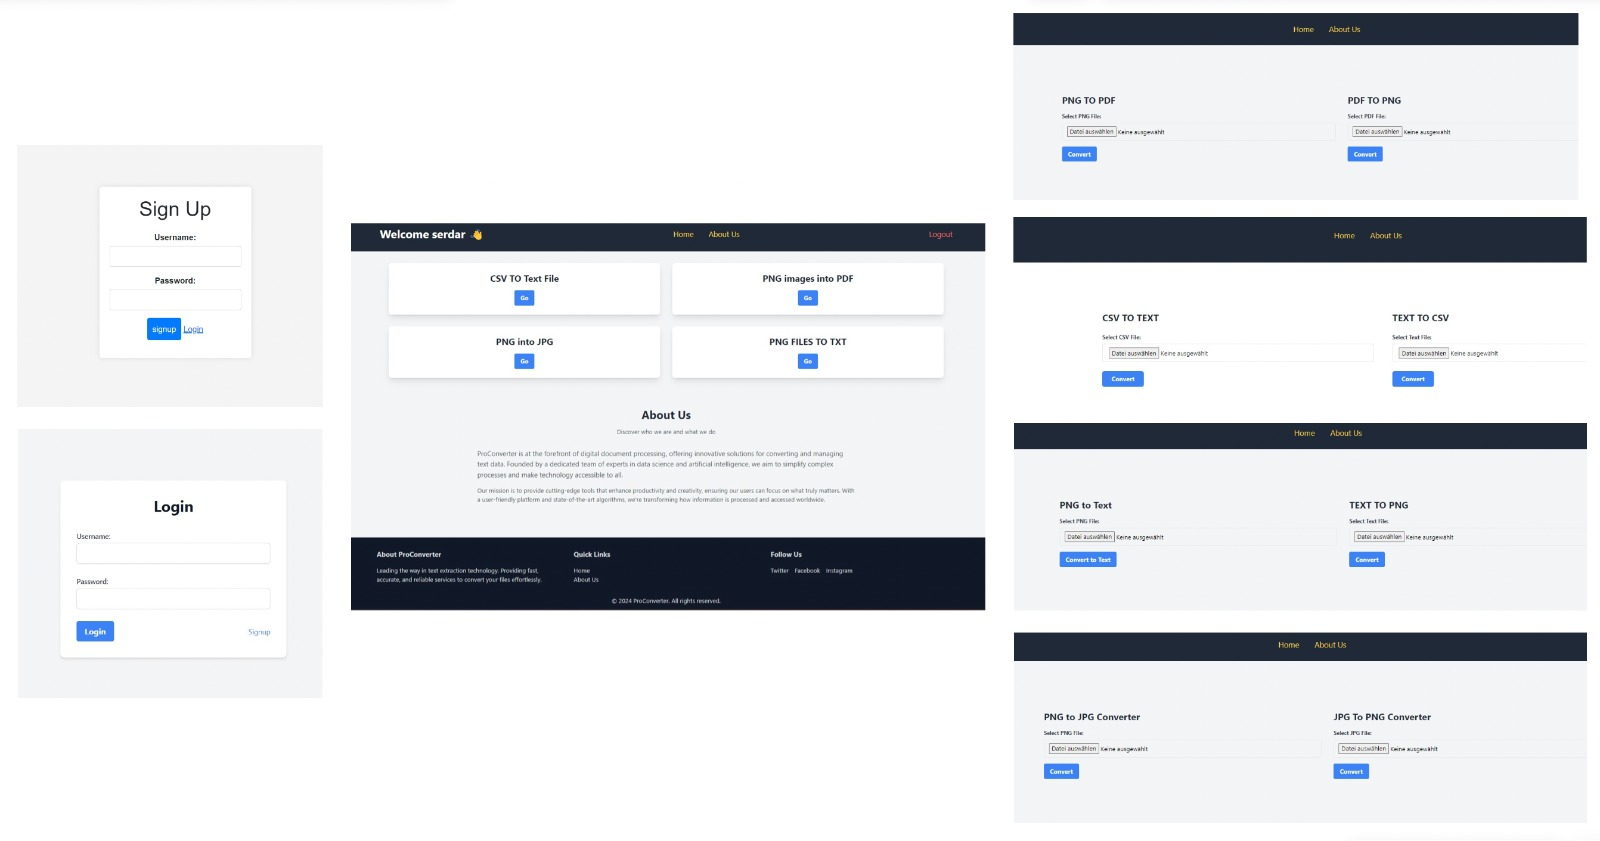 Sign Up
Username:
Password:
signup Login
Login
Username:
Password:
Login Signup
Welcome serdar 👋 Home About Us Logout
CSV TO Text File PNG images into PDF
Go Go
PNG into JPG PNG FILES TO TXT
Go Go
About Us
Discover who we are and what we do
ProConverter is at the forefront of digital document processing, offering innovative solutions for converting and managing
text data. Founded by a dedicated team of experts in data science and artificial intelligence, we aim to simplify complex
processes and make technology accessible to all.
Our mission is to provide cutting-edge tools that enhance productivity and creativity, ensuring our users can focus on what truly matters. With
a user-friendly platform and state-of-the-art algorithms, we're transforming how information is processed and accessed worldwide.
About ProConverter Quick Links Follow Us
Leading the way in text extraction technology. Providing fast, Home Twitter Facebook Instagram
accurate, and reliable services to convert your files effortlessly. About Us
© 2024 ProConverter. All rights reserved.
Home About Us
PNG TO PDF PDF TO PNG
Select PNG File: Select PDF File:
Datei auswählen Keine ausgewählt Datei auswählen Keine ausgewählt
Convert Convert
Home About Us
CSV TO TEXT TEXT TO CSV
Select CSV File: Select Text File:
Datei auswählen Keine ausgewählt Datei auswählen Keine ausgewählt
Convert Convert
Home About Us
PNG to Text TEXT TO PNG
Select PNG File: Select Text File:
Datei auswählen Keine ausgewählt Datei auswählen Keine ausgewählt
Convert to Text Convert
Home About Us
PNG to JPG Converter JPG To PNG Converter
Select PNG File: Select JPG File:
Datei auswählen Keine ausgewählt Datei auswählen Keine ausgewählt
Convert Convert